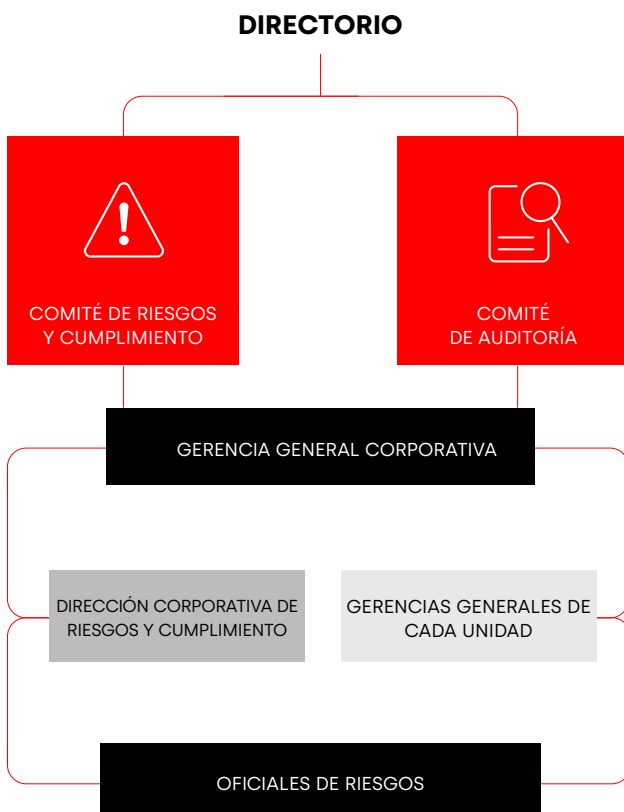 DIRECTORIO
COMITÉ DE RIESGOS
Y CUMPLIMIENTO
COMITÉ
DE AUDITORÍA
GERENCIA GENERAL CORPORATIVA
DIRECCIÓN CORPORATIVA DE
RIESGOS Y CUMPLIMIENTO
GERENCIAS GENERALES DE
CADA UNIDAD
OFICIALES DE RIESGOS